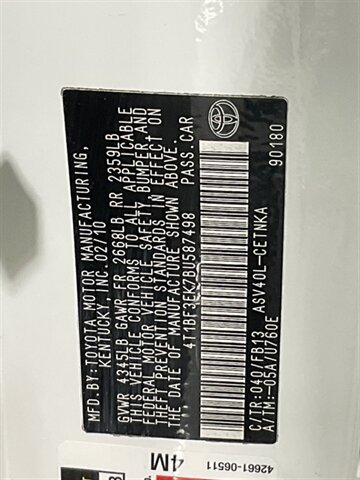 MFD.BY:TOYOTA MOTOR MANUFACTURING,
KENTUCKY, INC.02/10
GVWR 4345LB GAWR FR 2668LB RR 2359LB
THIS VEHICLE CONFORMS TO ALL APPLICABLE
FEDERAL MOTOR VEHICLE SAFETY, BUMPER AND
THEFT PREVENTION STANDARDS IN EFFECT ON
THE DATE OF MANUFACTURE SHOWN ABOVE.
4T1BF3EK7BU587498 PASS.CAR
C/TR:040/FB13 ASV40L-CETNKA
A/TM:-05A/U760E 90180
42661-06511
4M